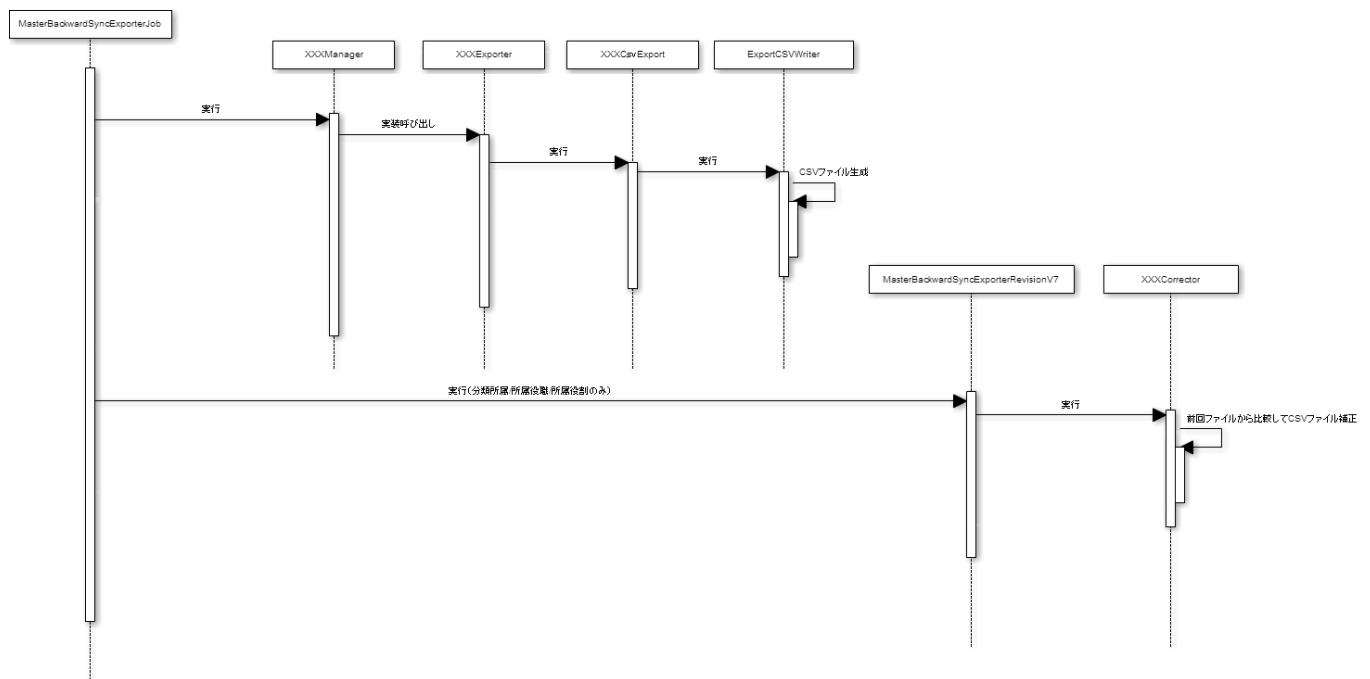 MasterBackwardSyncExporterJob
XXXManager
XXXExporter
XXXCsvExport
ExportCSVWriter
実行
実装呼び出し
実行
実行
CSVファイル生成
MasterBackwardSyncExporterRevisionV7
XXXCorrector
実行(分類所属/所属役職/所属役割のみ)
実行
前回ファイルから比較してCSVファイル補正